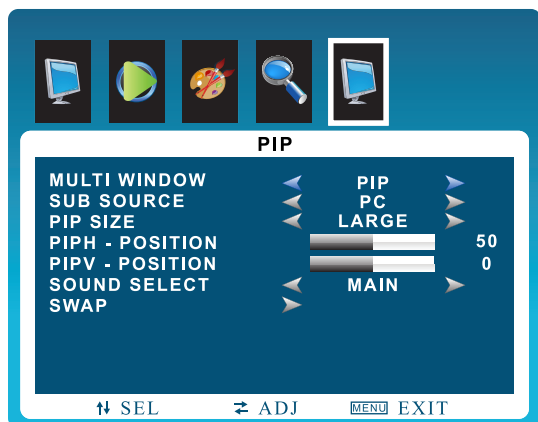 PIP
MULTI WINDOW PIP
SUB SOURCE PC
PIP SIZE LARGE
PIPH - POSITION 50
PIPV - POSITION 0
SOUND SELECT MAIN
SWAP
SEL ADJ MENU EXIT